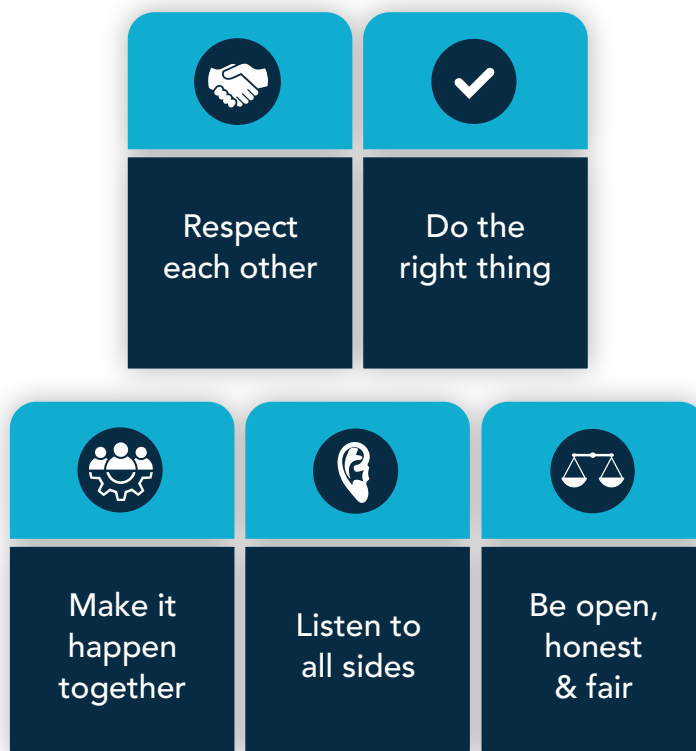 Respect
each other
Do the
right thing
Make it
happen
together
Listen to
all sides
Be open,
honest
& fair